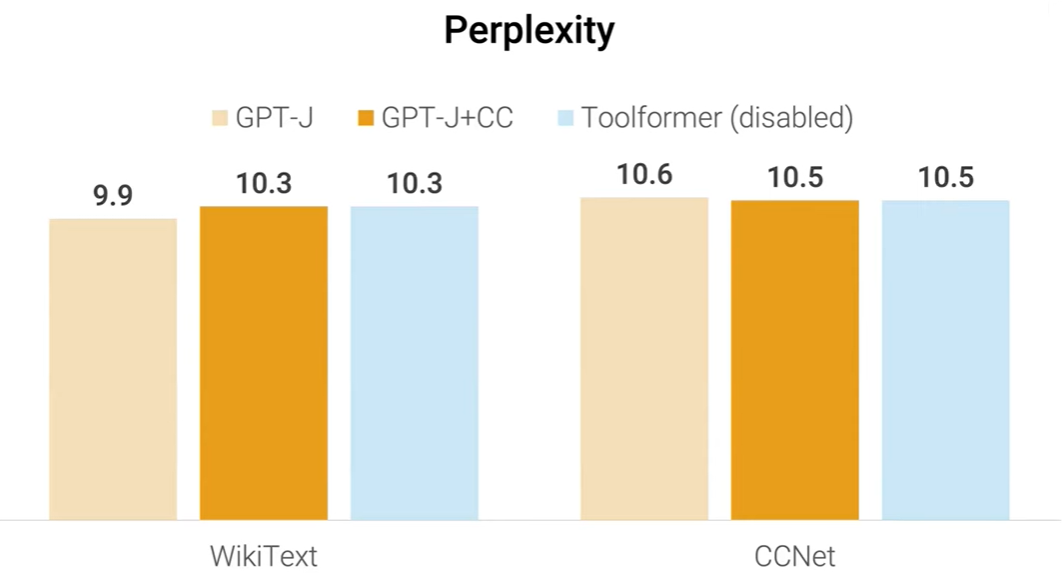 Perplexity
GPT-J GPT-J+CC Toolformer (disabled)
9.9 10.3 10.3 10.6 10.5 10.5
WikiText CCNet